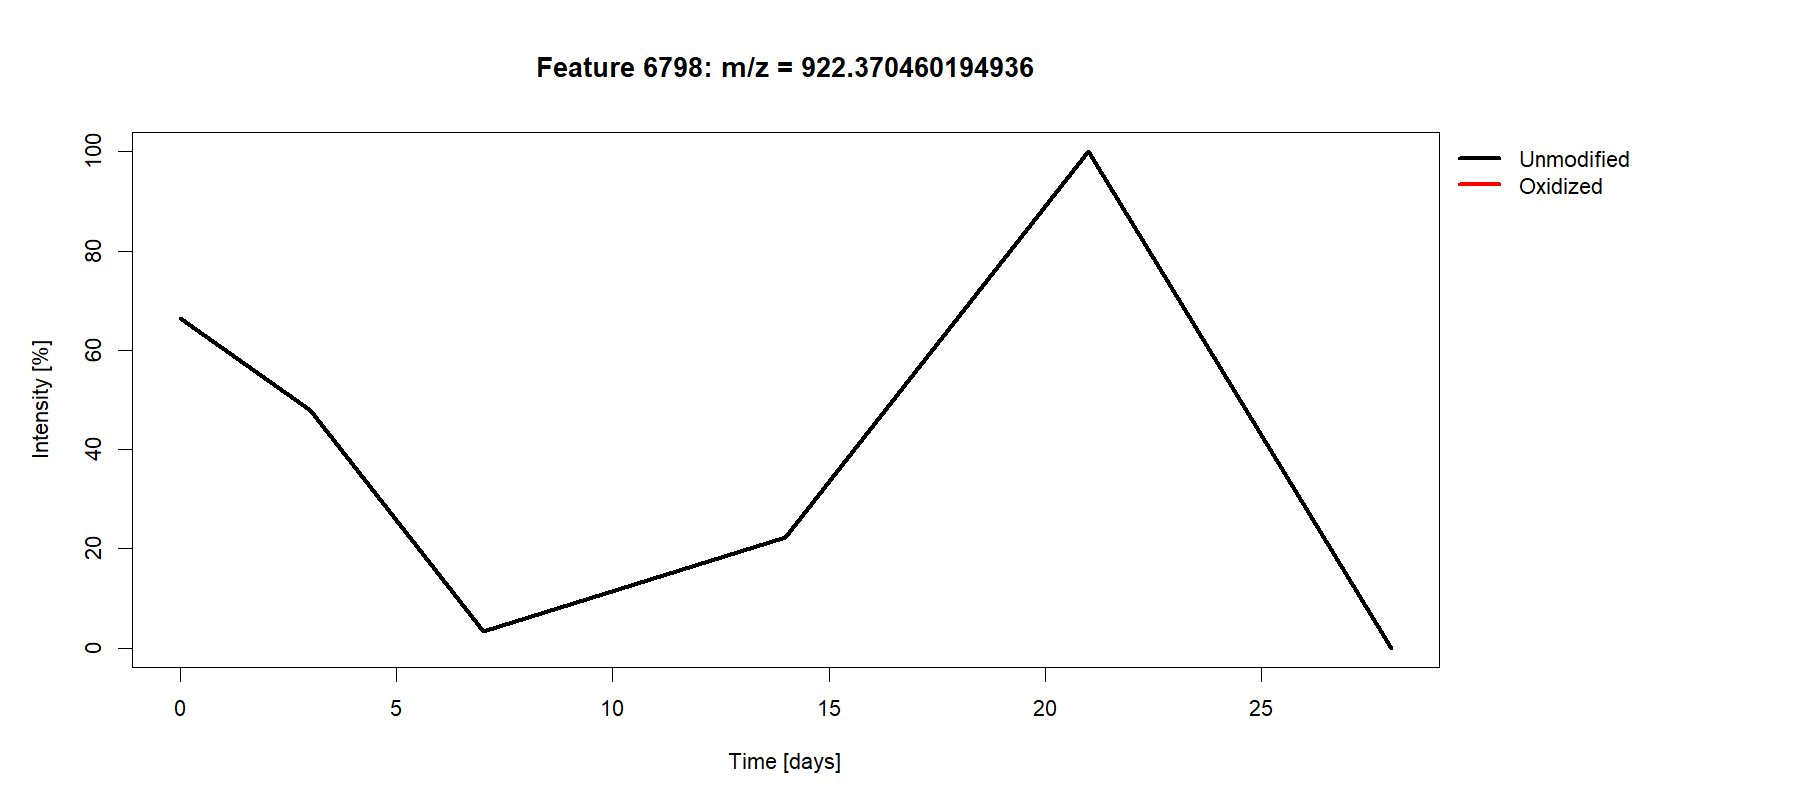 Feature 6798: m/z = 922.370460194936
Unmodified
Oxidized
Intensity [%]
100
80
60
40
20
0
0 5 10 15 20 25
Time [days]